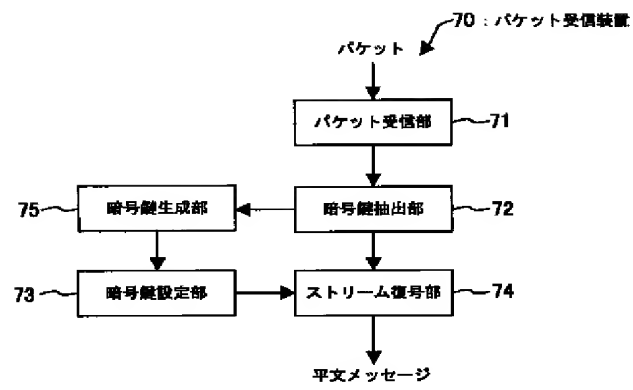 70：パケット受信装置
パケット
パケット受信部
71
75
暗号鍵生成部
暗号鍵抽出部
72
73
暗号鍵設定部
ストリーム復号部
74
平文メッセージ